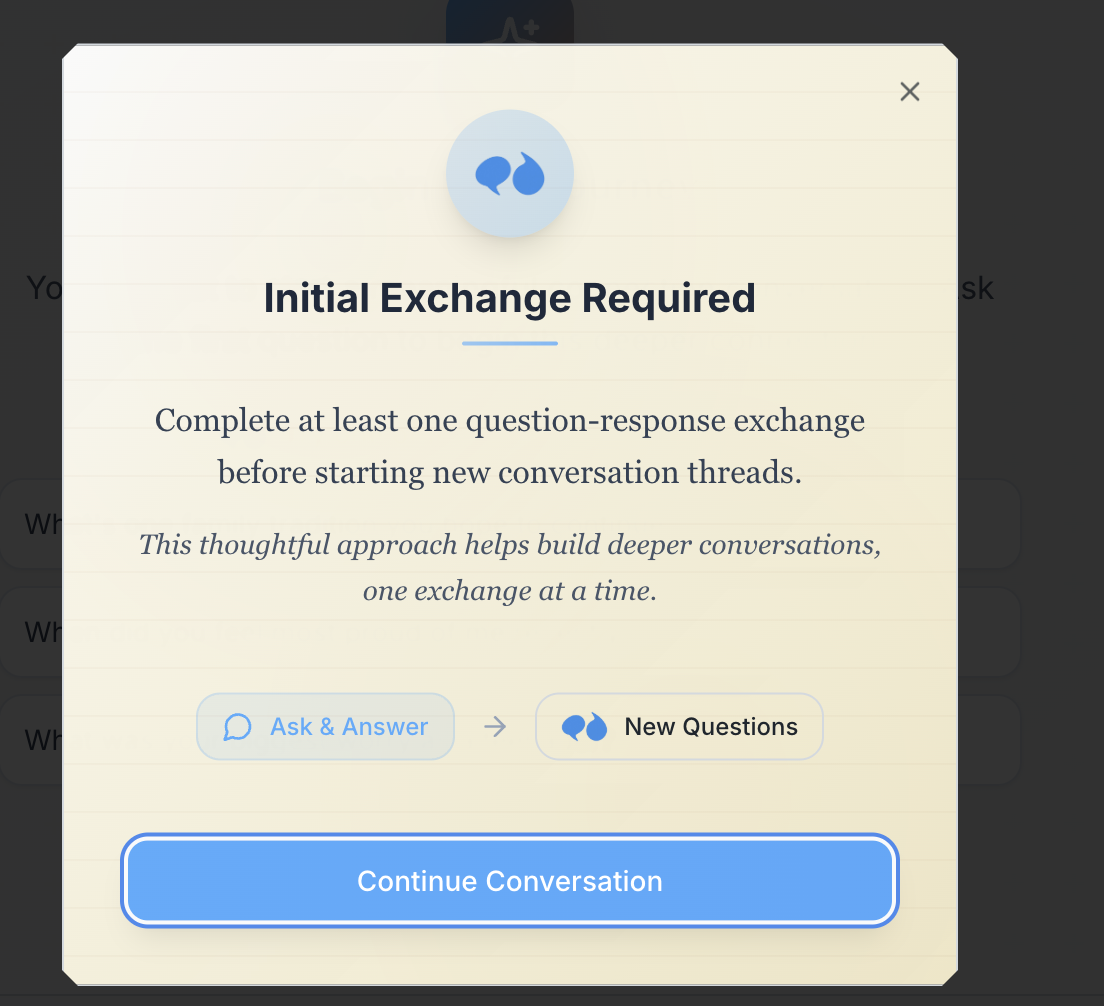 Initial Exchange Required
Yo
sk
Complete at least one question-response exchange
before starting new conversation threads.
This thoughtful approach helps build deeper conversations,
one exchange at a time.
Wh
Wh
Wh
Ask & Answer
New Questions
Continue Conversation